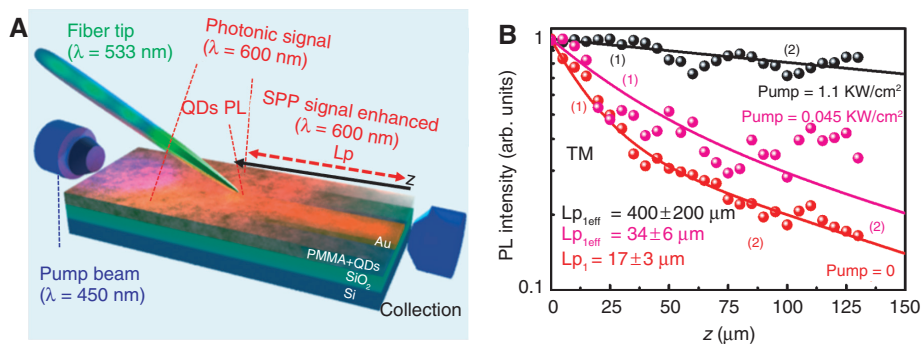 A
Fiber tip
(λ = 533 nm)
Photonic signal
(λ = 600 nm)
QDs PL
SPP signal enhanced
(λ = 600 nm)
Lp
z
Au
PMMA+QDs
SiO₂
Si
Pump beam
(λ = 450 nm)
Collection
B
PL intensity (arb. units)
1
0.1
(1)
(2)
Pump = 1.1 KW/cm²
(1)
Pump = 0.045 KW/cm²
(1)
TM
Lp₁eff = 400±200 µm
Lp₁eff = 34±6 µm
Lp₁ = 17±3 µm
(2)
(2)
Pump = 0
0 25 50 75 100 125 150
z (µm)